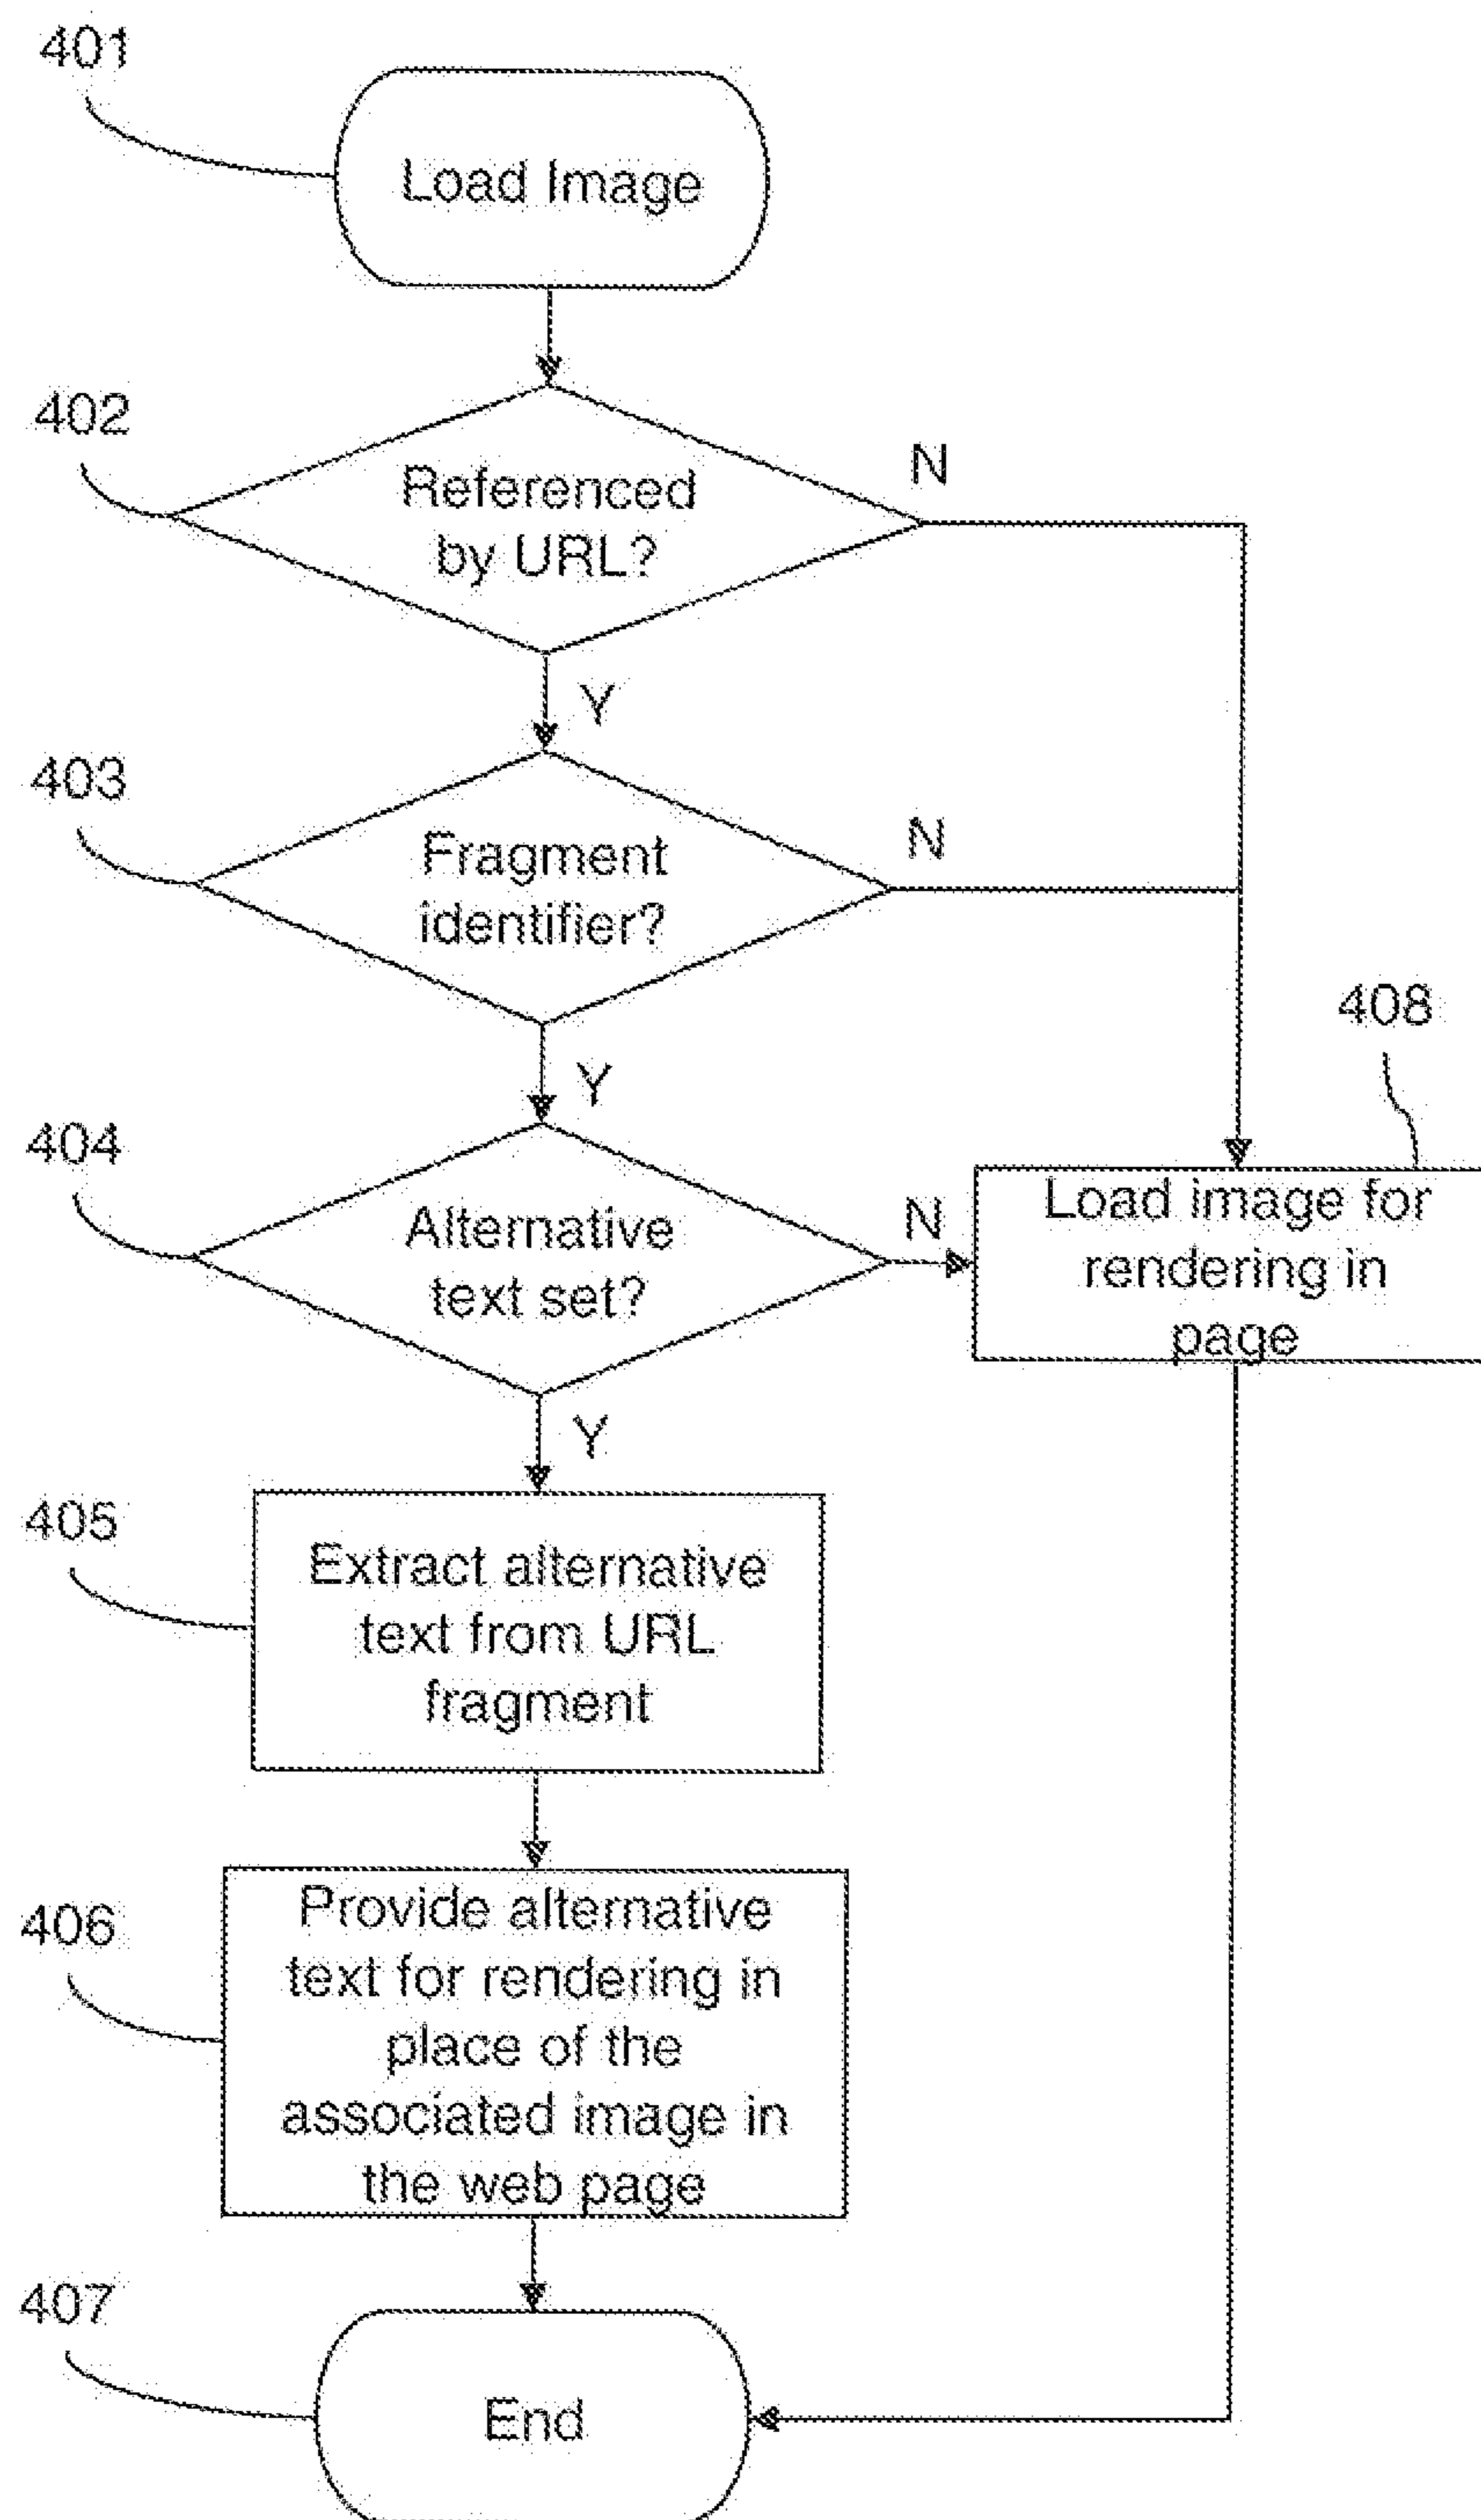 401
Load Image
402
Referenced
by URL?
N
Y
403
Fragment
identifier?
N
Y
408
404
Alternative
text set?
N
Load image for
rendering in
page
Y
405
Extract alternative
text from URL
fragment
406
Provide alternative
text for rendering in
place of the
associated image in
the web page
407
End